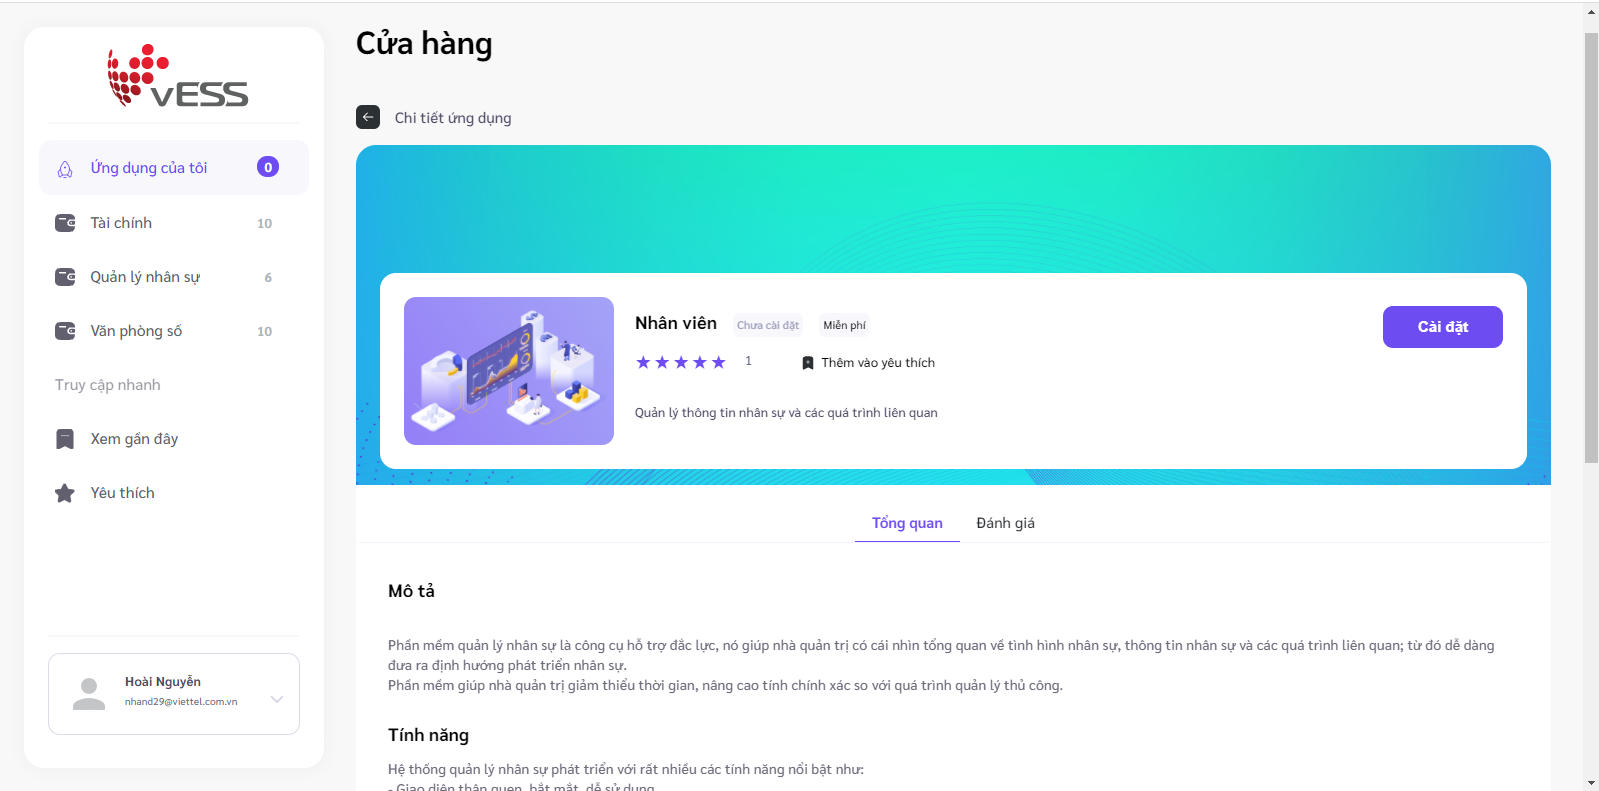 vESS
Ứng dụng của tôi 0
Tài chính 10
Quản lý nhân sự 6
Văn phòng số 10
Truy cập nhanh
Xem gần đây
Yêu thích
Hoài Nguyễn
nhand29@viettel.com.vn
Cửa hàng
Chi tiết ứng dụng
Nhân viên Chưa cài đặt Miễn phí
Cài đặt
1 Thêm vào yêu thích
Quản lý thông tin nhân sự và các quá trình liên quan
Tổng quan Đánh giá
Mô tả
Phần mềm quản lý nhân sự là công cụ hỗ trợ đắc lực, nó giúp nhà quản trị có cái nhìn tổng quan về tình hình nhân sự, thông tin nhân sự và các quá trình liên quan; từ đó dễ dàng
đưa ra định hướng phát triển nhân sự.
Phần mềm giúp nhà quản trị giảm thiểu thời gian, nâng cao tính chính xác so với quá trình quản lý thủ công.
Tính năng
Hệ thống quản lý nhân sự phát triển với rất nhiều các tính năng nổi bật như:
- Giao diện thân quen, bắt mắt, dễ sử dụng